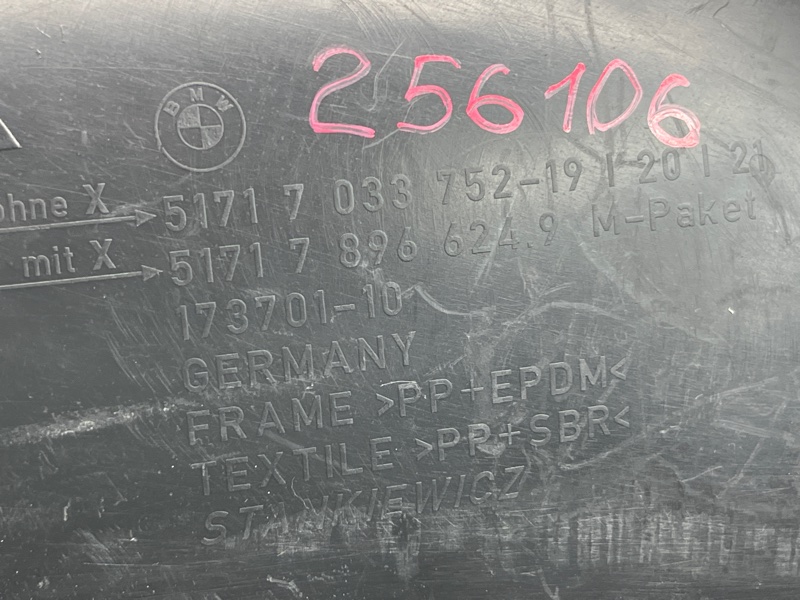 256106
BMW
ohne X 5171 7 033 752-19 | 20 | 21
mit X 5171 7 896 624.9 M-Paket
173701-10
GERMANY
FRAME >PP+EPDM<
TEXTILE >PP+SBR<
STANKIEWICZ